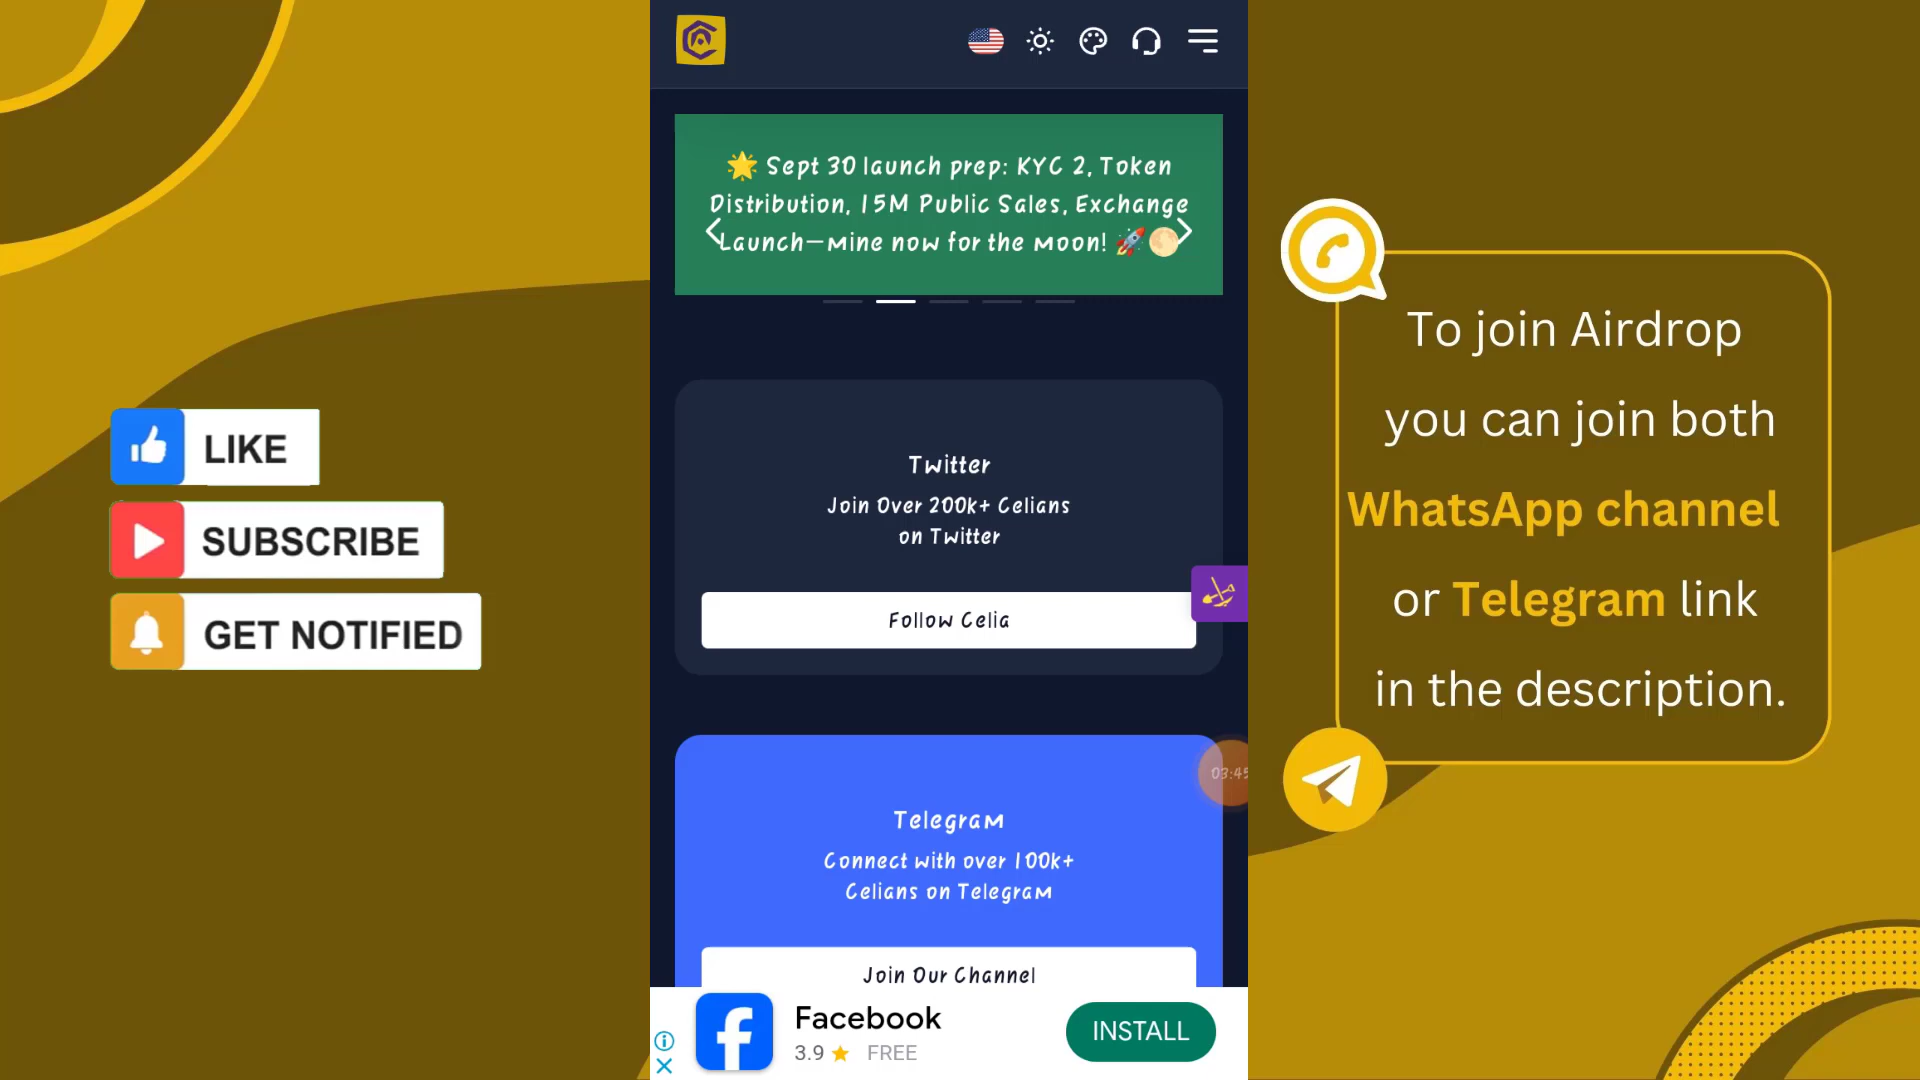 LIKE
SUBSCRIBE
GET NOTIFIED
🌟 Sept 30 launch prep: KYC 2, Token
Distribution, 15M Public Sales, Exchange
Launch—mine now for the moon! 🚀🌕
Twitter
Join Over 200k+ Celians
on Twitter
Follow Celia
03:45
Telegram
Connect with over 100k+
Celians on Telegram
Join Our Channel
Facebook
3.9 ★ FREE
INSTALL
To join Airdrop
you can join both
WhatsApp channel
or Telegram link
in the description.